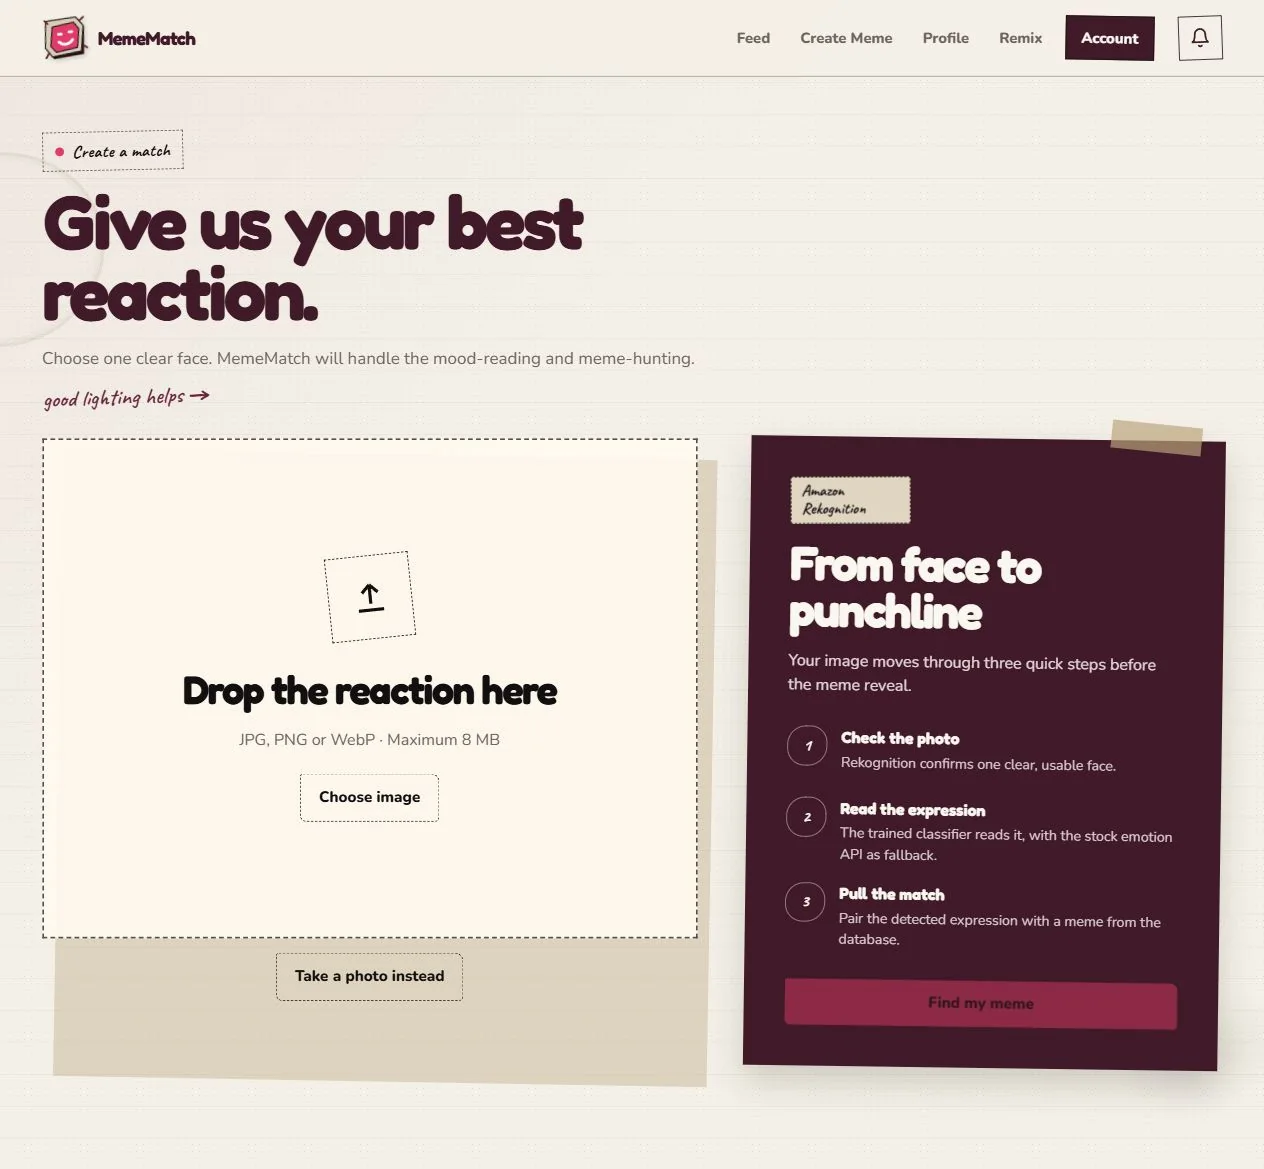 MemeMatch
Feed
Create Meme
Profile
Remix
Account
Create a match
Give us your best
reaction.
Choose one clear face. MemeMatch will handle the mood-reading and meme-hunting.
good lighting helps →
Drop the reaction here
JPG, PNG or WebP · Maximum 8 MB
Choose image
Take a photo instead
Amazon
Rekognition
From face to
punchline
Your image moves through three quick steps before
the meme reveal.
1
Check the photo
Rekognition confirms one clear, usable face.
2
Read the expression
The trained classifier reads it, with the stock emotion
API as fallback.
3
Pull the match
Pair the detected expression with a meme from the
database.
Find my meme